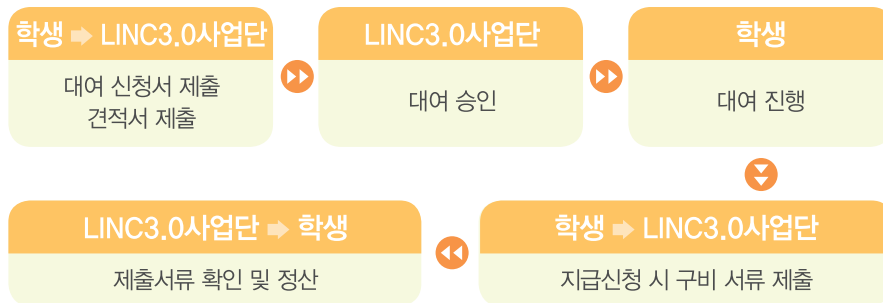 학생 ➡ LINC3.0사업단
대여 신청서 제출
견적서 제출
LINC3.0사업단
대여 승인
학생
대여 진행
학생 ➡ LINC3.0사업단
지급신청 시 구비 서류 제출
LINC3.0사업단 ➡ 학생
제출서류 확인 및 정산